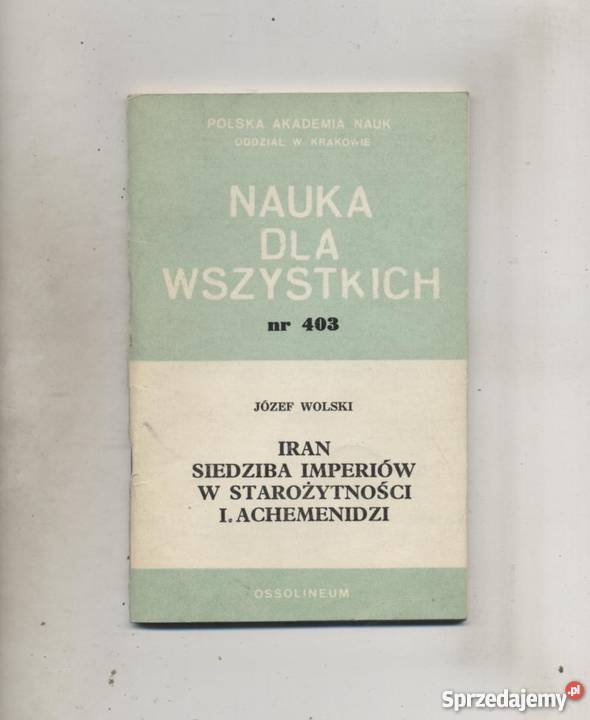 POLSKA AKADEMIA NAUK
ODDZIAŁ W KRAKOWIE
NAUKA
DLA
WSZYSTKICH
nr 403
JÓZEF WOLSKI
IRAN
SIEDZIBA IMPERIÓW
W STAROŻYTNOŚCI
I. ACHEMENIDZI
OSSOLINEUM
Sprzedajemy.pl